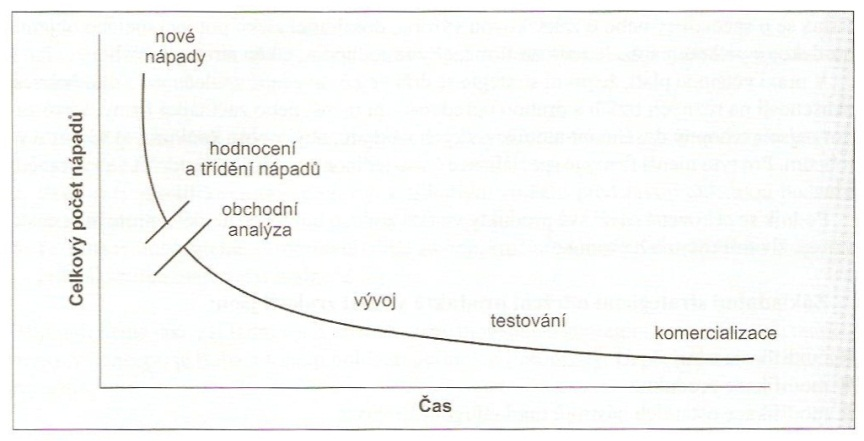 nové
nápady
hodnocení
a třídění nápadů
obchodní
analýza
vývoj
testování
komercializace
Celkový počet nápadů
Čas